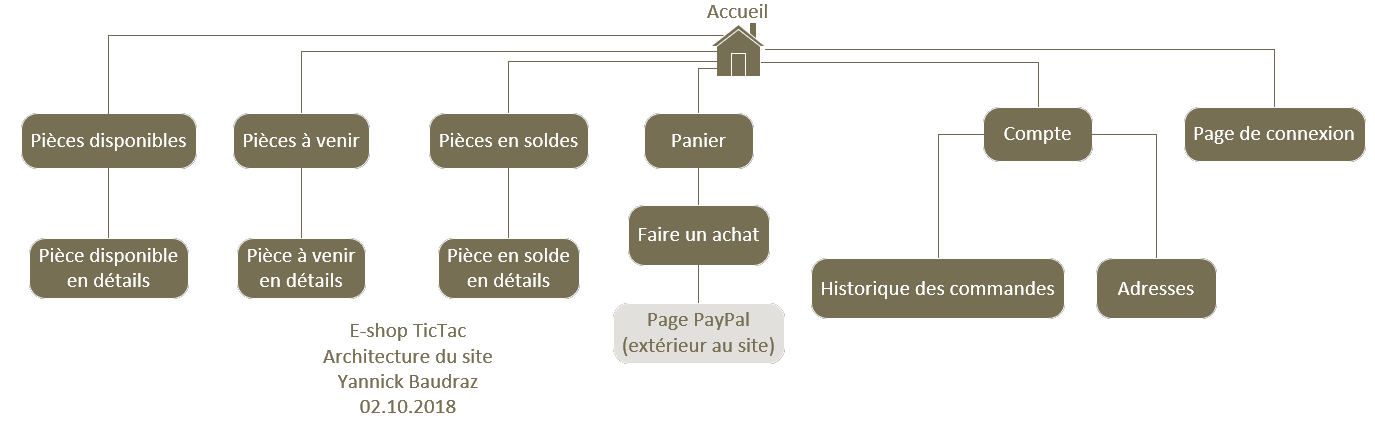 Accueil
Pièces disponibles
Pièces à venir
Pièces en soldes
Panier
Compte
Page de connexion
Pièce disponible
en détails
Pièce à venir
en détails
Pièce en solde
en détails
Faire un achat
Historique des commandes
Adresses
Page PayPal
(extérieur au site)
E-shop TicTac
Architecture du site
Yannick Baudraz
02.10.2018